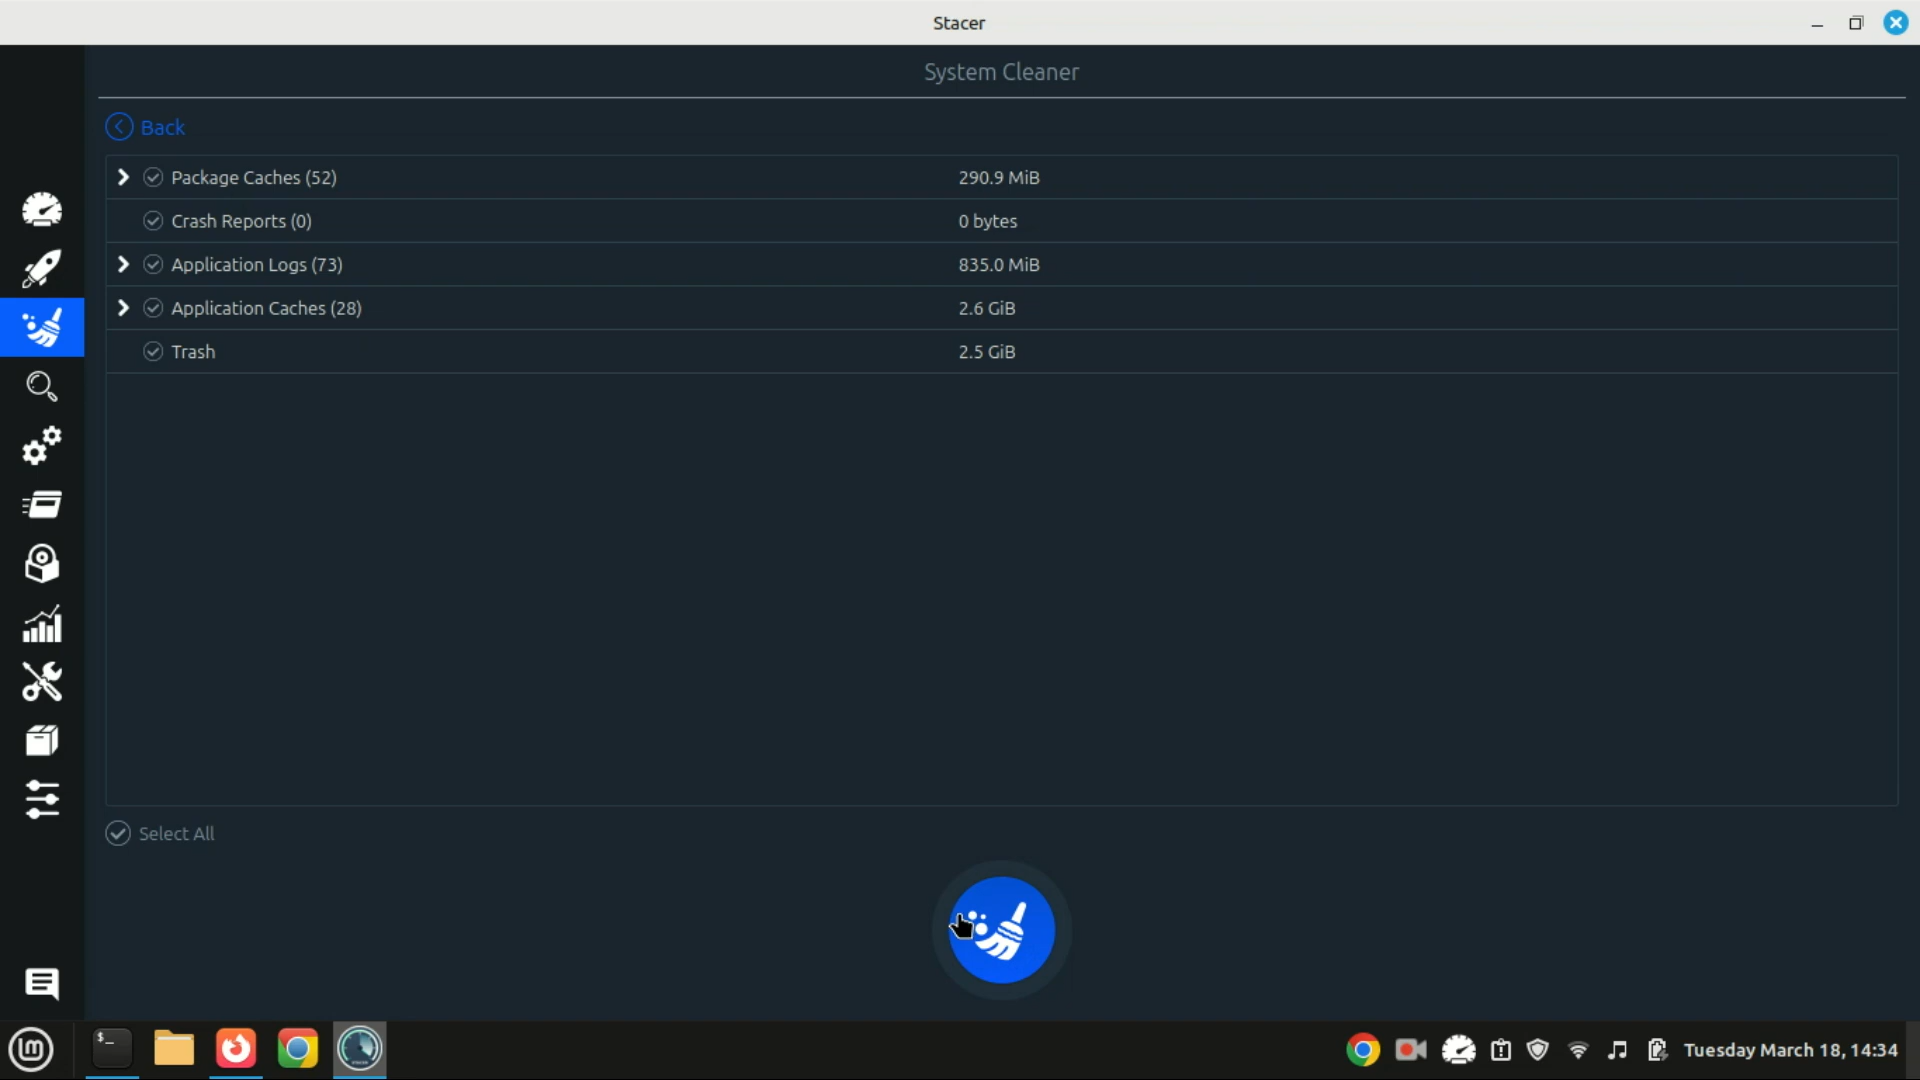 Stacer
System Cleaner
Back
Package Caches (52) 290.9 MiB
Crash Reports (0) 0 bytes
Application Logs (73) 835.0 MiB
Application Caches (28) 2.6 GiB
Trash 2.5 GiB
Select All
$_
Tuesday March 18, 14:34